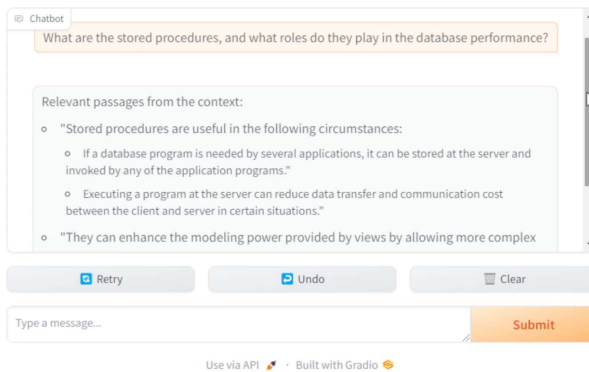 Chatbot
What are the stored procedures, and what roles do they play in the database performance?
Relevant passages from the context:
"Stored procedures are useful in the following circumstances:
If a database program is needed by several applications, it can be stored at the server and
invoked by any of the application programs."
Executing a program at the server can reduce data transfer and communication cost
between the client and server in certain situations."
"They can enhance the modeling power provided by views by allowing more complex
Retry Undo Clear
Type a message...
Submit
Use via API · Built with Gradio